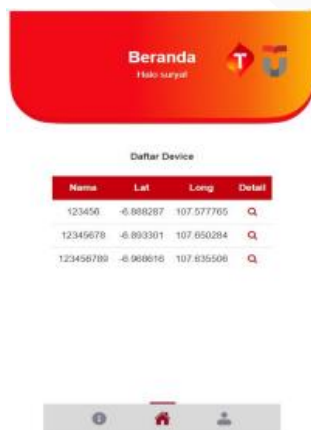 Beranda
Halo surya!
T
Daftar Device
Nama Lat Long Detail
123456 -6.888287 107.577765
12345678 -6.893301 107.650284
123456789 -6.968616 107.635506